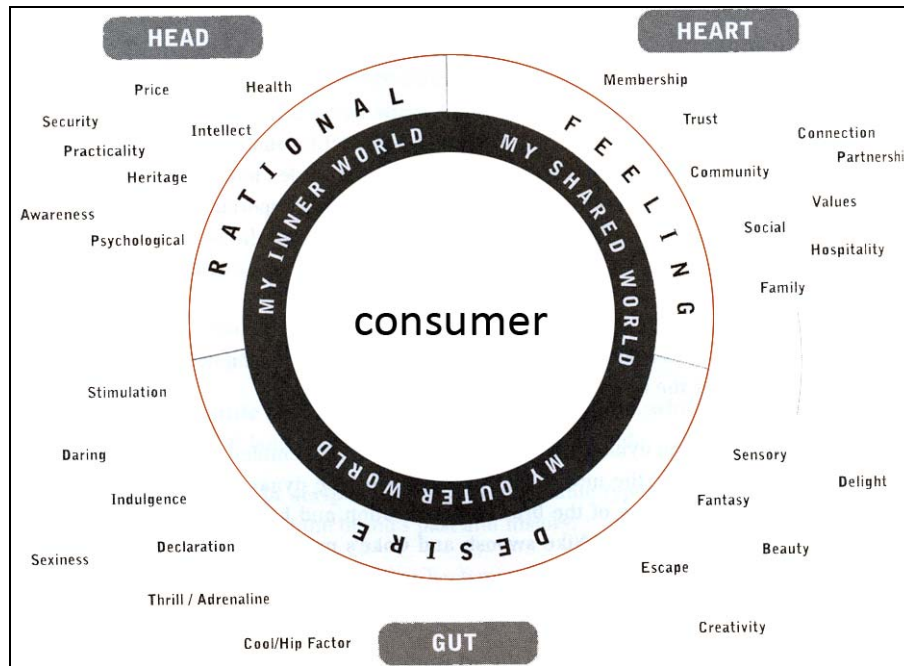 HEAD
HEART
Price
Health
Security
Intellect
Practicality
Heritage
Awareness
Psychological
Membership
Trust
Connection
Partnershi
Community
Values
Social
Hospitality
Family
RATIONAL
FEELING
MY INNER WORLD
MY SHARED WORLD
consumer
MY OUTER WORLD
DESIRE
Stimulation
Daring
Indulgence
Sexiness
Declaration
Thrill / Adrenaline
Cool/Hip Factor
Sensory
Delight
Fantasy
Beauty
Escape
Creativity
GUT